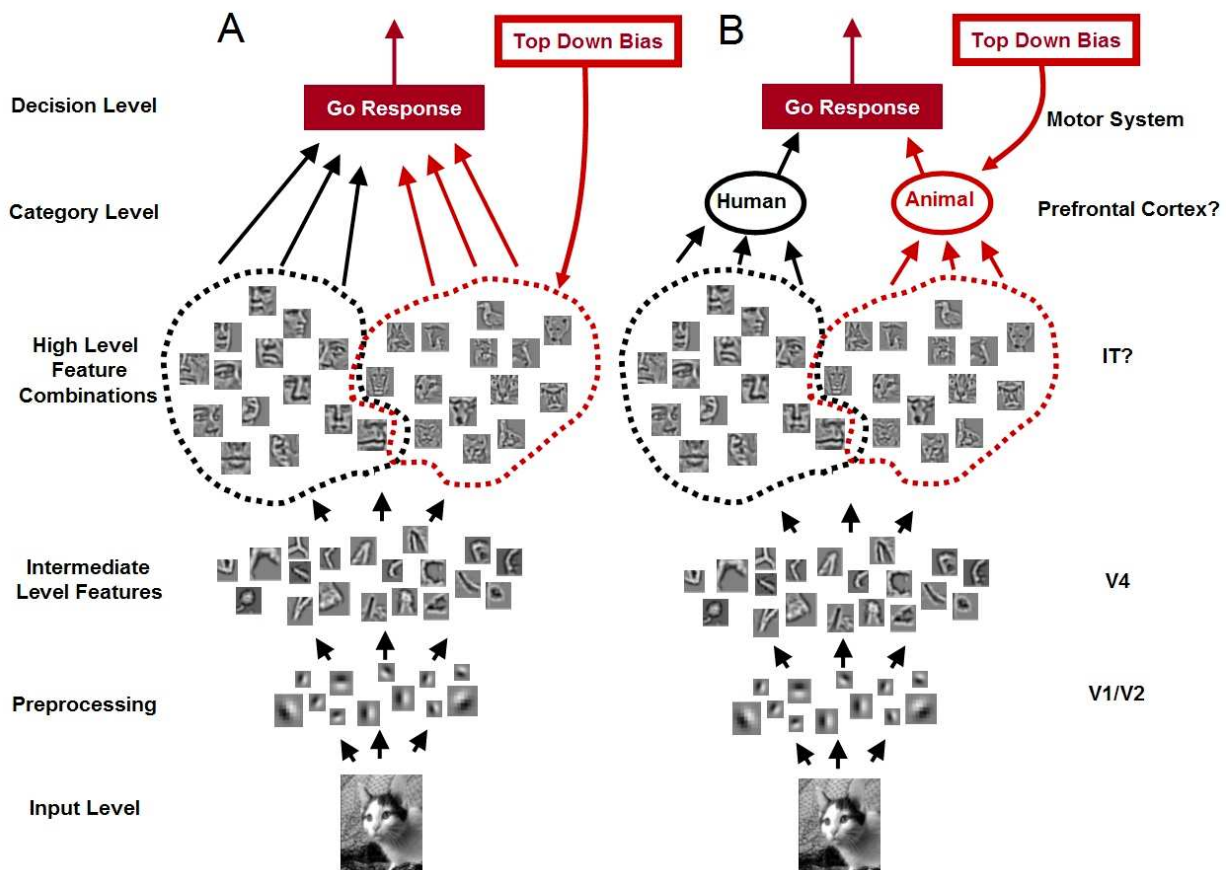 A
Top Down Bias
B
Top Down Bias
Decision Level
Go Response
Go Response
Motor System
Category Level
Human
Animal
Prefrontal Cortex?
High Level
Feature
Combinations
IT?
Intermediate
Level Features
V4
Preprocessing
V1/V2
Input Level